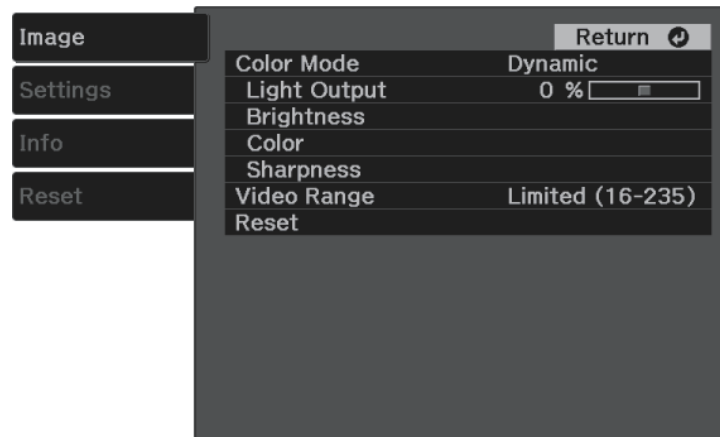 Image
Settings
Info
Reset
Return
Color Mode Dynamic
Light Output 0 %
Brightness
Color
Sharpness
Video Range Limited (16-235)
Reset